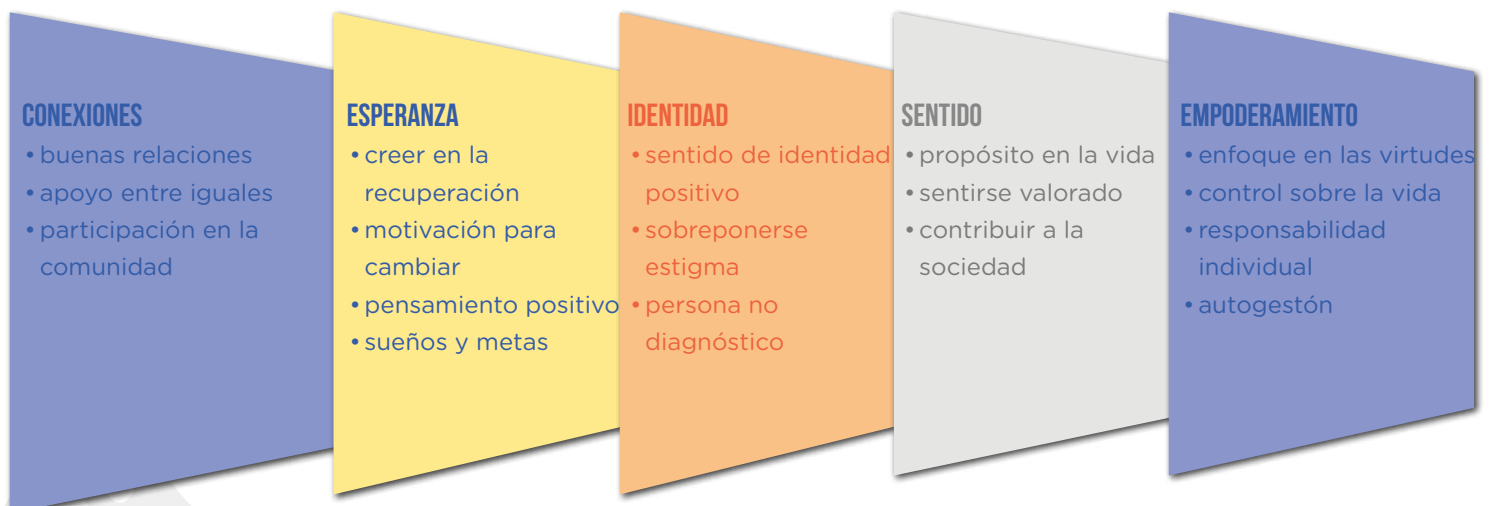 CONEXIONES
• buenas relaciones
• apoyo entre iguales
• participación en la
comunidad
ESPERANZA
• creer en la
recuperación
• motivación para
cambiar
• pensamiento positivo
• sueños y metas
IDENTIDAD
• sentido de identidad
positivo
• sobreponerse
estigma
• persona no
diagnóstico
SENTIDO
• propósito en la vida
• sentirse valorado
• contribuir a la
sociedad
EMPODERAMIENTO
• enfoque en las virtudes
• control sobre la vida
• responsabilidad
individual
• autogestón